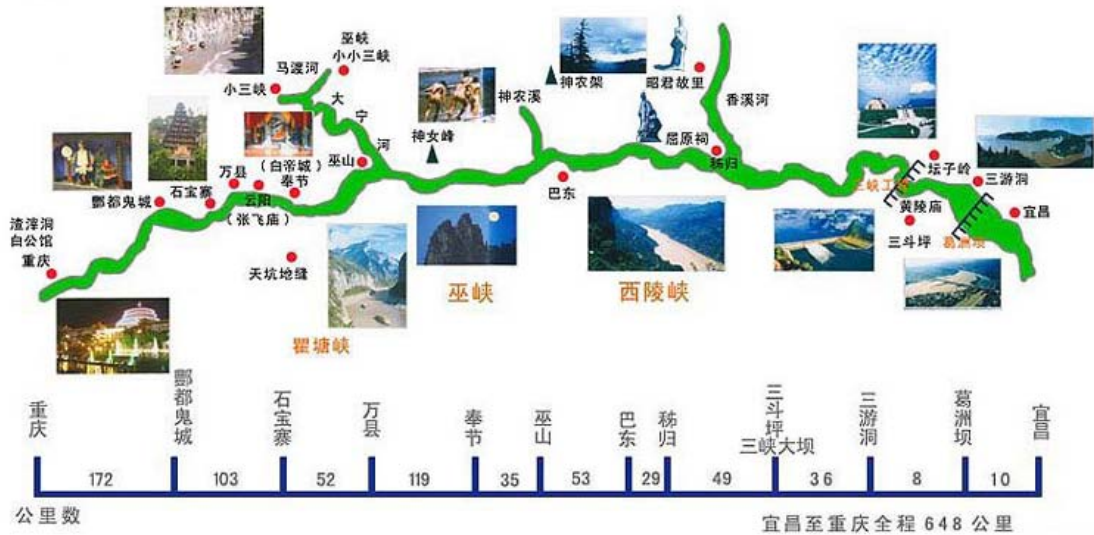 巫峡
小小三峡
马渡河
小三峡
大宁河
神农溪
神农架
昭君故里
香溪河
神女峰
屈原祠
秭归
(白帝城)
巫山
万县
奉节
石宝寨
云阳
(张飞庙)
酆都鬼城
巴东
坛子岭
三游洞
黄陵庙
宜昌
三斗坪
葛洲坝
渣滓洞
白公馆
重庆
天坑地缝
瞿塘峡
巫峡
西陵峡
重庆
酆都鬼城
石宝寨
万县
奉节
巫山
巴东
秭归
三斗坪
三峡大坝
三游洞
葛洲坝
宜昌
172
103
52
119
35
53
29
49
36
8
10
公里数
宜昌至重庆全程 648 公里